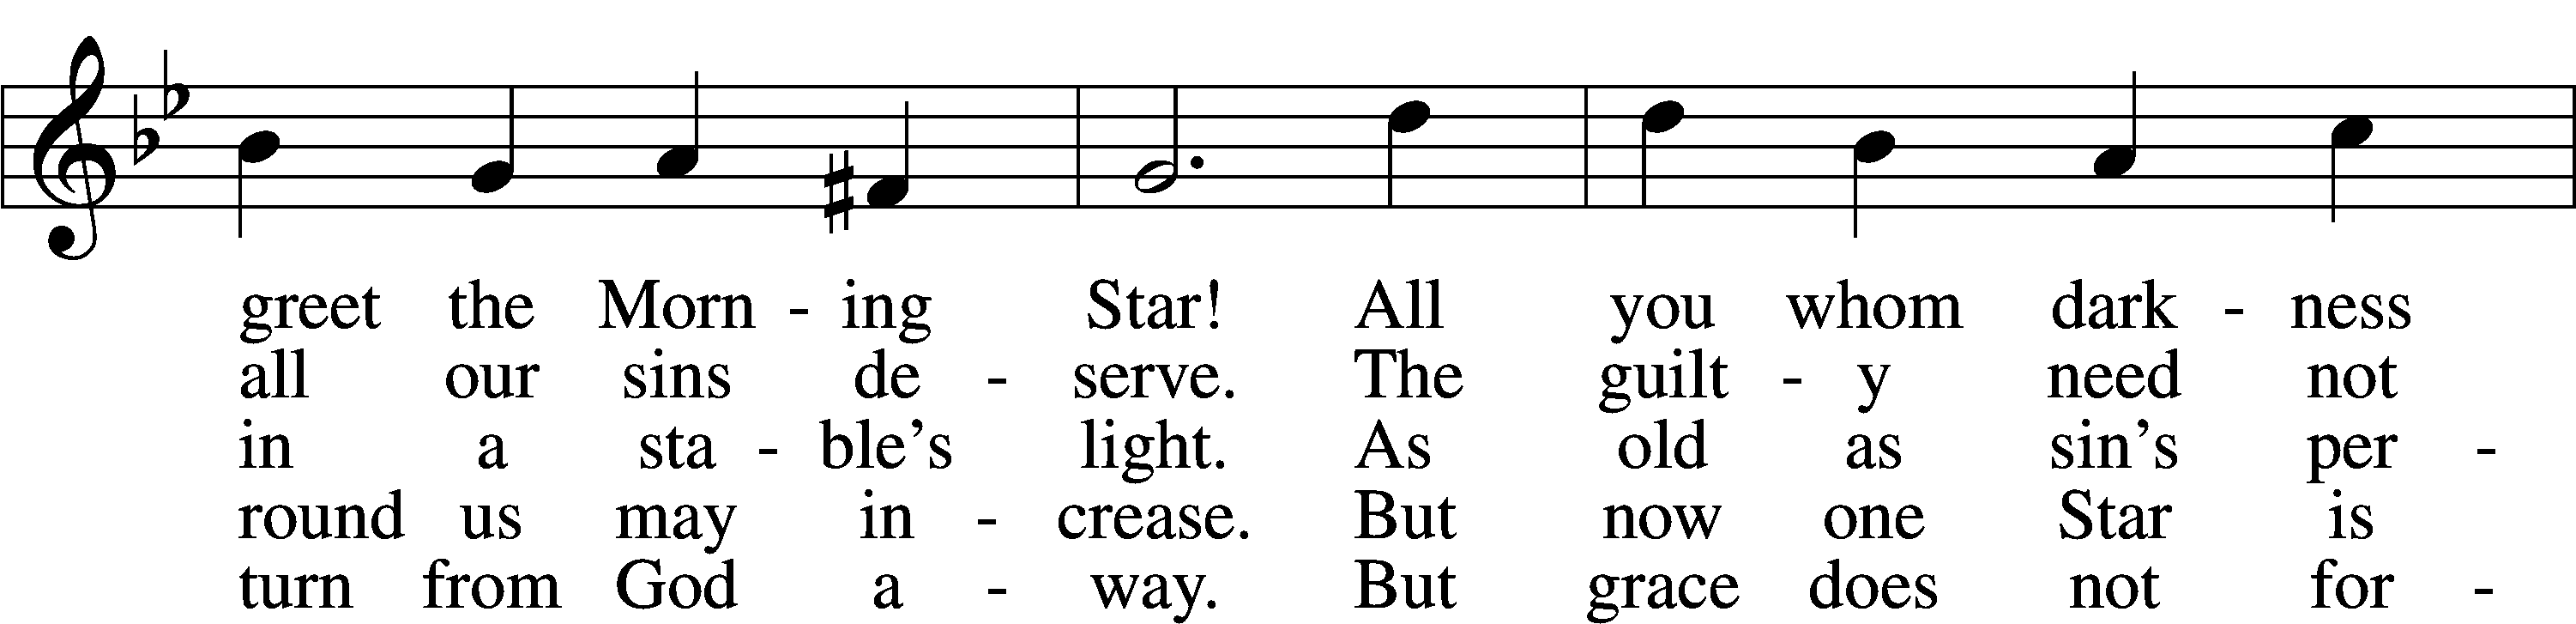 greet the Morn - ing Star! All you whom dark - ness
all our sins de - serve. The guilt - y need not
in a sta - ble’s light. As old as sin’s per -
round us may in - crease. But now one Star is
turn from God a - way. But grace does not for -